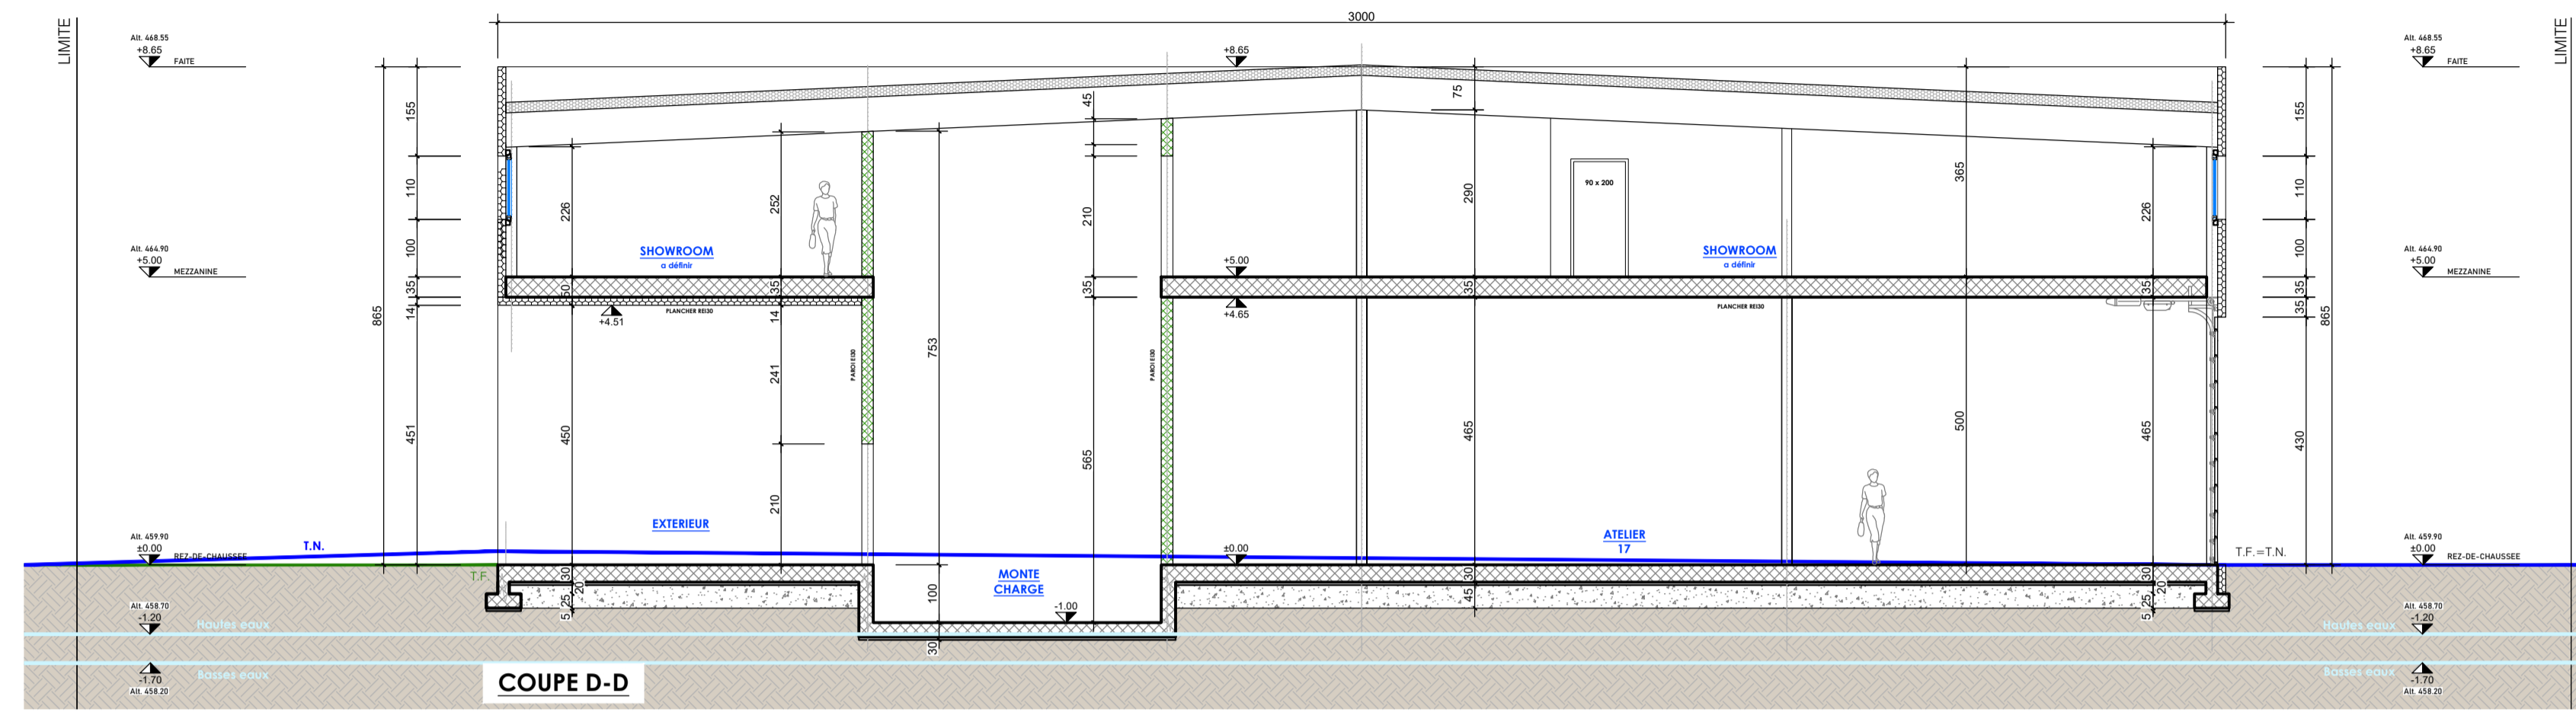 3000
LIMITE
LIMITE
Alt. 468.55
+8.65
FAITE
+8.65
Alt. 468.55
+8.65
FAITE
155
110
100
35
14
451
865
226
252
45
210
75
290
365
226
155
110
100
35
35
430
865
90 x 200
SHOWROOM
a définir
SHOWROOM
a définir
Alt. 464.90
+5.00
MEZZANINE
+5.00
Alt. 464.90
+5.00
MEZZANINE
35
35
35
35
35
+4.51
PLANCHER REI30
+4.65
PLANCHER REI30
14
PAROI EI30
PAROI EI30
753
241
450
210
565
465
500
465
EXTERIEUR
ATELIER
17
T.N.
Alt. 459.90
±0.00
REZ-DE-CHAUSSEE
±0.00
T.F.=T.N.
Alt. 459.90
±0.00
REZ-DE-CHAUSSEE
T.F.
MONTE
CHARGE
30
20
25
5
100
30
-1.00
30
45
30
20
25
5
Alt. 458.70
-1.20
Hautes eaux
Hautes eaux
Alt. 458.70
-1.20
-1.70
Alt. 458.20
Basses eaux
Basses eaux
-1.70
Alt. 458.20
COUPE D-D